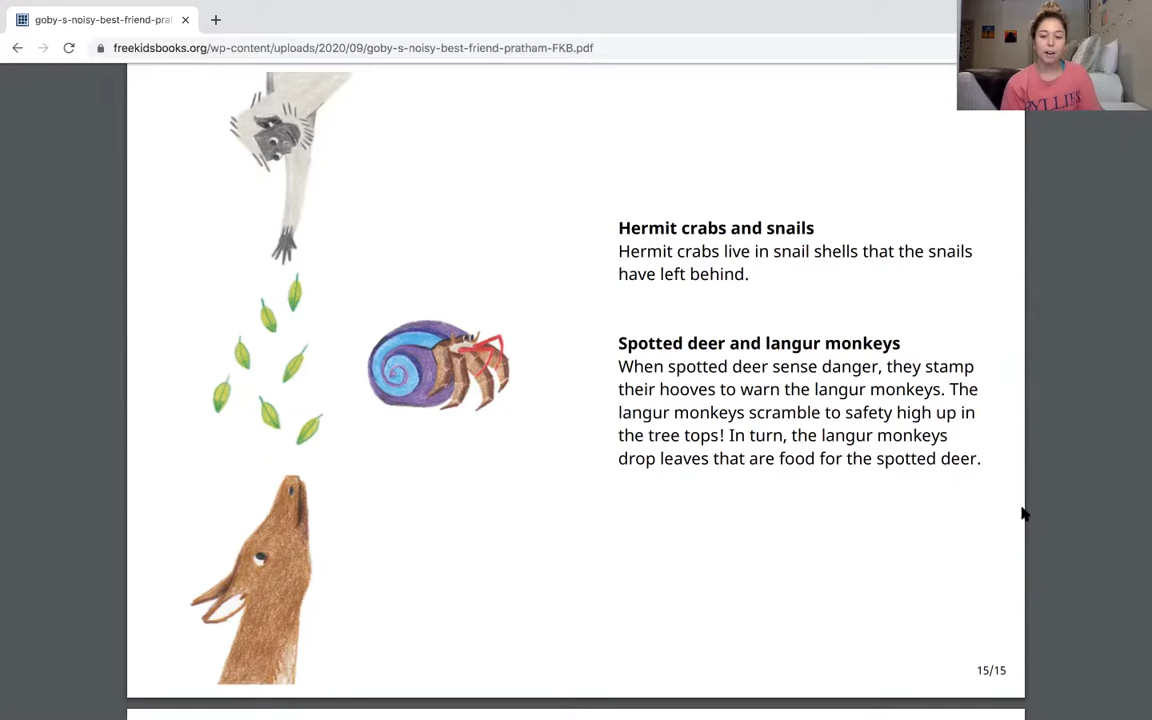 goby-s-noisy-best-friend-prat
freekidsbooks.org/wp-content/uploads/2020/09/goby-s-noisy-best-friend-pratham-FKB.pdf
Hermit crabs and snails
Hermit crabs live in snail shells that the snails
have left behind.
Spotted deer and langur monkeys
When spotted deer sense danger, they stamp
their hooves to warn the langur monkeys. The
langur monkeys scramble to safety high up in
the tree tops! In turn, the langur monkeys
drop leaves that are food for the spotted deer.
15/15